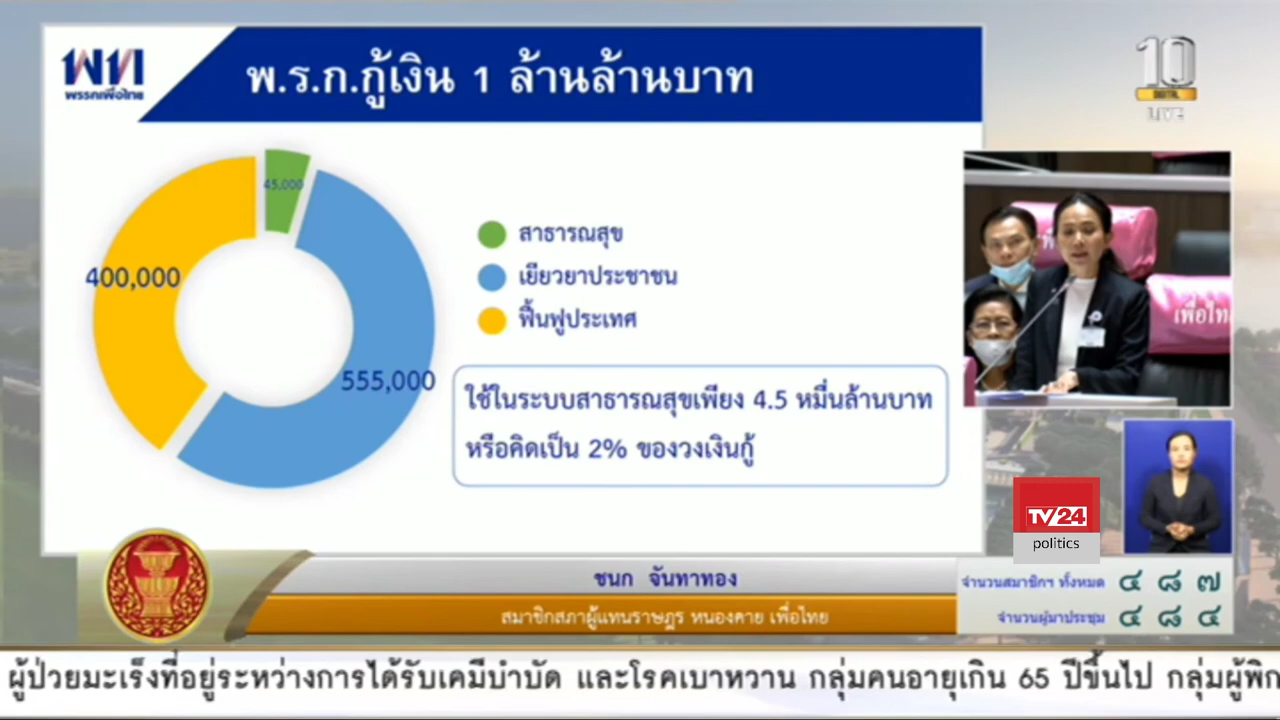 พท
พรรคเพื่อไทย
พ.ร.ก.กู้เงิน 1 ล้านล้านบาท
10
DIGITAL
LIVE
45,000
400,000
555,000
สาธารณสุข
เยียวยาประชาชน
ฟื้นฟูประเทศ
ใช้ในระบบสาธารณสุขเพียง 4.5 หมื่นล้านบาท
หรือคิดเป็น 2% ของวงเงินกู้
เพื่อไท
TV/24
politics
ชนก จันทาทอง
สมาชิกสภาผู้แทนราษฎร หนองคาย เพื่อไทย
จำนวนสมาชิกฯ ทั้งหมด ๔ ๘ ๗
จำนวนผู้มาประชุม ๔ ๘ ๔
ผู้ป่วยมะเร็งที่อยู่ระหว่างการได้รับเคมีบำบัด และโรคเบาหวาน กลุ่มคนอายุเกิน 65 ปีขึ้นไป กลุ่มผู้พิก